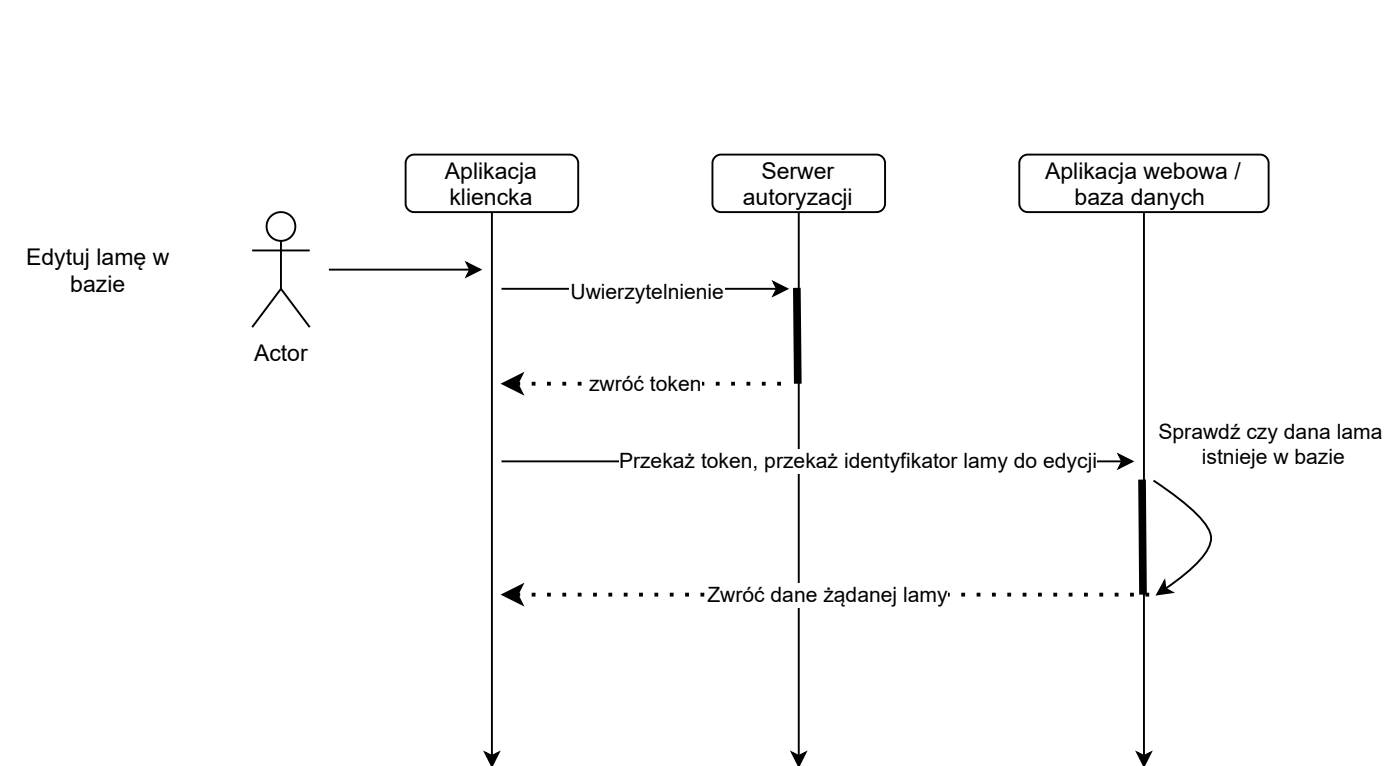 Aplikacja
kliencka
Serwer
autoryzacji
Aplikacja webowa /
baza danych
Edytuj lamę w
bazie
Actor
Uwierzytelnienie
zwróć token
Sprawdź czy dana lama
istnieje w bazie
Przekaż token, przekaż identyfikator lamy do edycji
Zwróć dane żądanej lamy